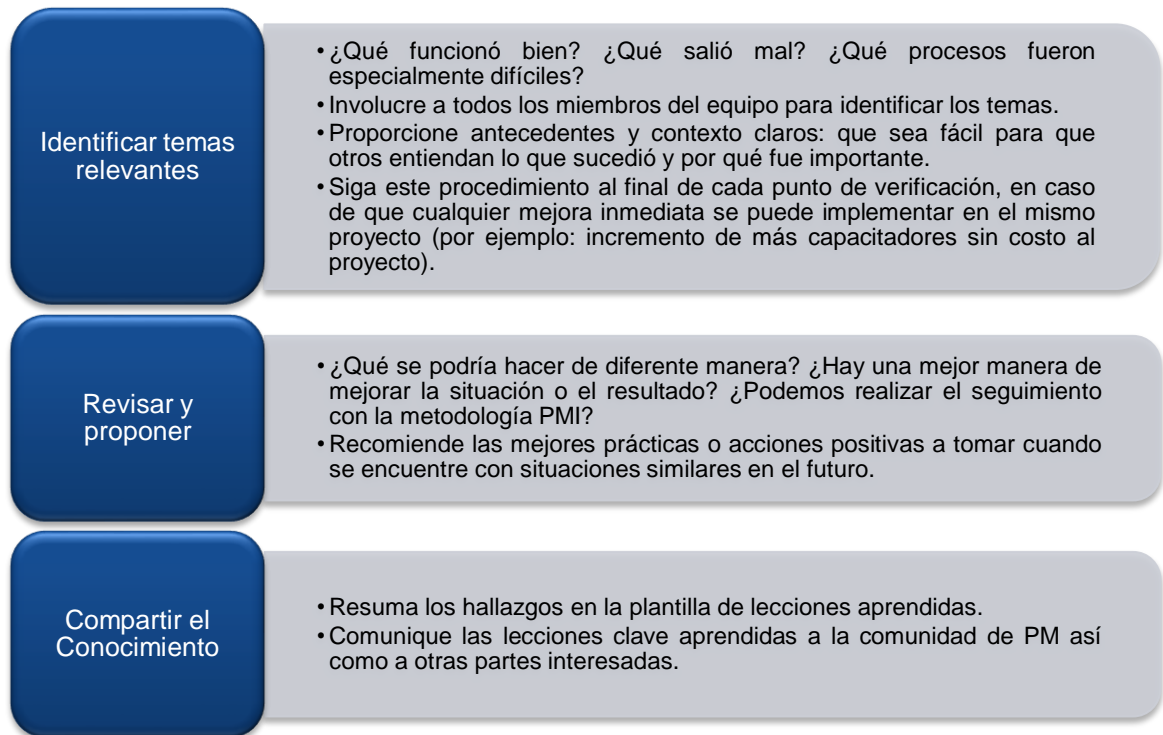 Identificar temas
relevantes
• ¿Qué funcionó bien? ¿Qué salió mal? ¿Qué procesos fueron
especialmente difíciles?
• Involucre a todos los miembros del equipo para identificar los temas.
• Proporcione antecedentes y contexto claros: que sea fácil para que
otros entiendan lo que sucedió y por qué fue importante.
• Siga este procedimiento al final de cada punto de verificación, en caso
de que cualquier mejora inmediata se puede implementar en el mismo
proyecto (por ejemplo: incremento de más capacitadores sin costo al
proyecto).
Revisar y
proponer
• ¿Qué se podría hacer de diferente manera? ¿Hay una mejor manera de
mejorar la situación o el resultado? ¿Podemos realizar el seguimiento
con la metodología PMI?
• Recomiende las mejores prácticas o acciones positivas a tomar cuando
se encuentre con situaciones similares en el futuro.
Compartir el
Conocimiento
• Resuma los hallazgos en la plantilla de lecciones aprendidas.
• Comunique las lecciones clave aprendidas a la comunidad de PM así
como a otras partes interesadas.